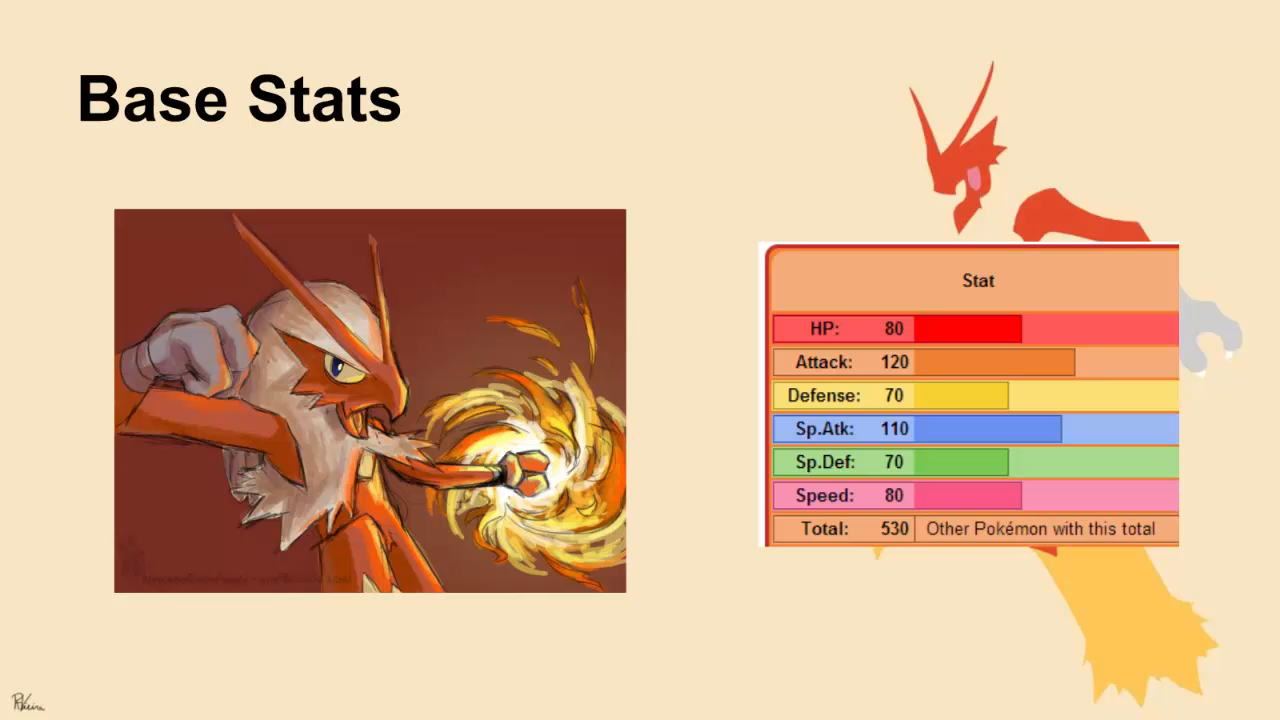 Base Stats
Stat
HP: 80
Attack: 120
Defense: 70
Sp.Atk: 110
Sp.Def: 70
Speed: 80
Total: 530 Other Pokémon with this total